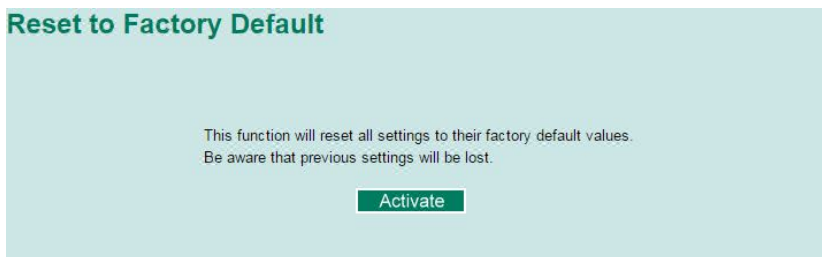 Reset to Factory Default
This function will reset all settings to their factory default values.
Be aware that previous settings will be lost.
Activate